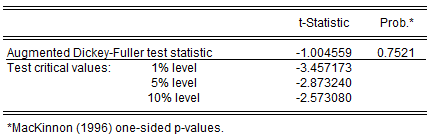 t-Statistic Prob.*
Augmented Dickey-Fuller test statistic -1.004559 0.7521
Test critical values: 1% level -3.457173
5% level -2.873240
10% level -2.573080
*MacKinnon (1996) one-sided p-values.